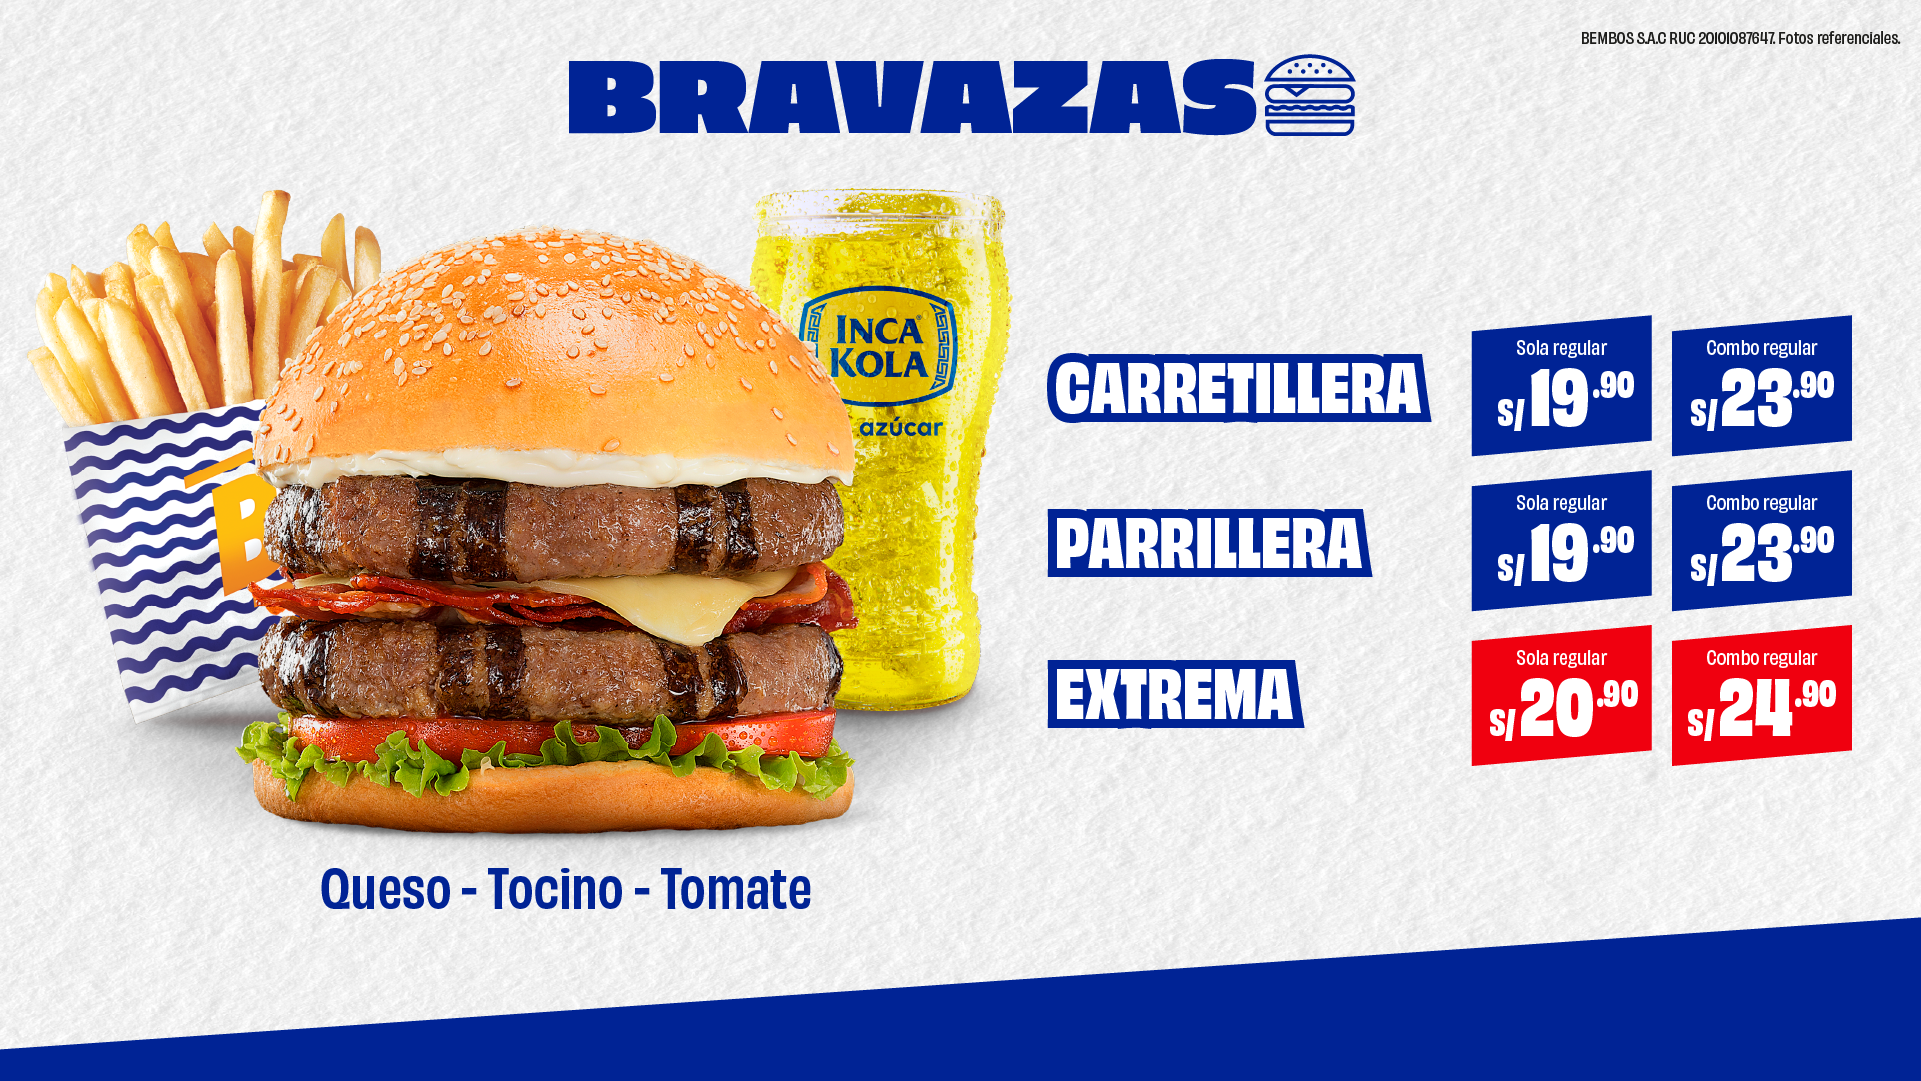 BEMBOS S.A.C RUC 20101087647. Fotos referenciales.
BRAVAZAS
INCA
KOLA
azúcar
B
CARRETILLERA
Sola regular
S/19.90
Combo regular
S/23.90
PARRILLERA
Sola regular
S/19.90
Combo regular
S/23.90
EXTREMA
Sola regular
S/20.90
Combo regular
S/24.90
Queso - Tocino - Tomate